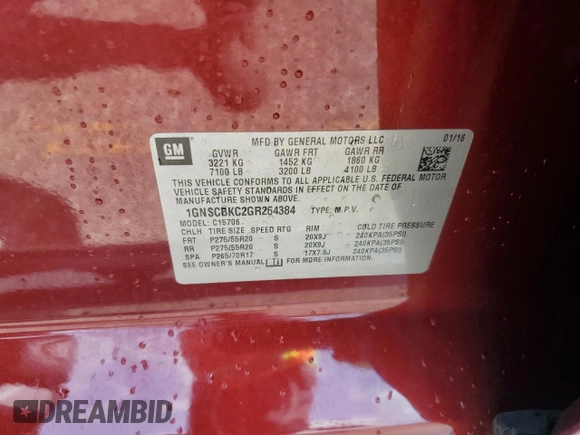 GM
MFD BY GENERAL MOTORS LLC
01/16
GVWR GAWR FRT GAWR RR
3221 KG 1452 KG 1860 KG
7100 LB 3200 LB 4100 LB
THIS VEHICLE CONFORMS TO ALL APPLICABLE U.S. FEDERAL MOTOR
VEHICLE SAFETY STANDARDS IN EFFECT ON THE DATE OF
MANUFACTURE SHOWN ABOVE.
1GNSCBKC2GR264384 TYPE: M.P.V.
MODEL: C15706
CHLH TIRE SIZE SPEED RTG RIM COLD TIRE PRESSURE
FRT P275/55R20 S 20X9J 240KPA(35PSI)
RR P275/55R20 S 20X9J 240KPA(35PSI)
SPA P265/70R17 S 17X7.5J 240KPA(35PSI)
SEE OWNER'S MANUAL FOR MORE INFORMATION.
DREAMBID